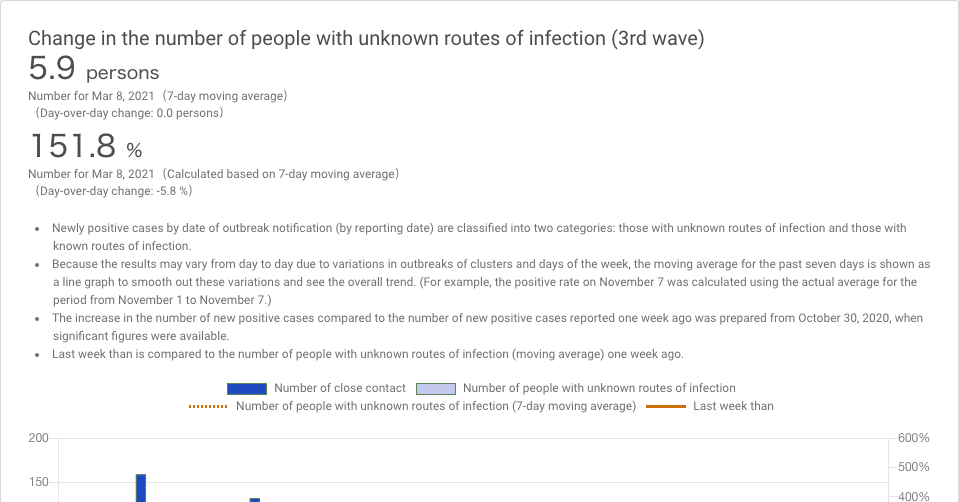 Change in the number of people with unknown routes of infection (3rd wave)
5.9 persons
Number for Mar 8, 2021（7-day moving average）
（Day-over-day change: 0.0 persons）
151.8 %
Number for Mar 8, 2021（Calculated based on 7-day moving average）
（Day-over-day change: -5.8 %）
• Newly positive cases by date of outbreak notification (by reporting date) are classified into two categories: those with unknown routes of infection and those with
known routes of infection.
• Because the results may vary from day to day due to variations in outbreaks of clusters and days of the week, the moving average for the past seven days is shown as
a line graph to smooth out these variations and see the overall trend. (For example, the positive rate on November 7 was calculated using the actual average for the
period from November 1 to November 7.)
• The increase in the number of new positive cases compared to the number of new positive cases reported one week ago was prepared from October 30, 2020, when
significant figures were available.
• Last week than is compared to the number of people with unknown routes of infection (moving average) one week ago.
Number of close contact Number of people with unknown routes of infection
Number of people with unknown routes of infection (7-day moving average) Last week than
200 600%
500%
150
400%